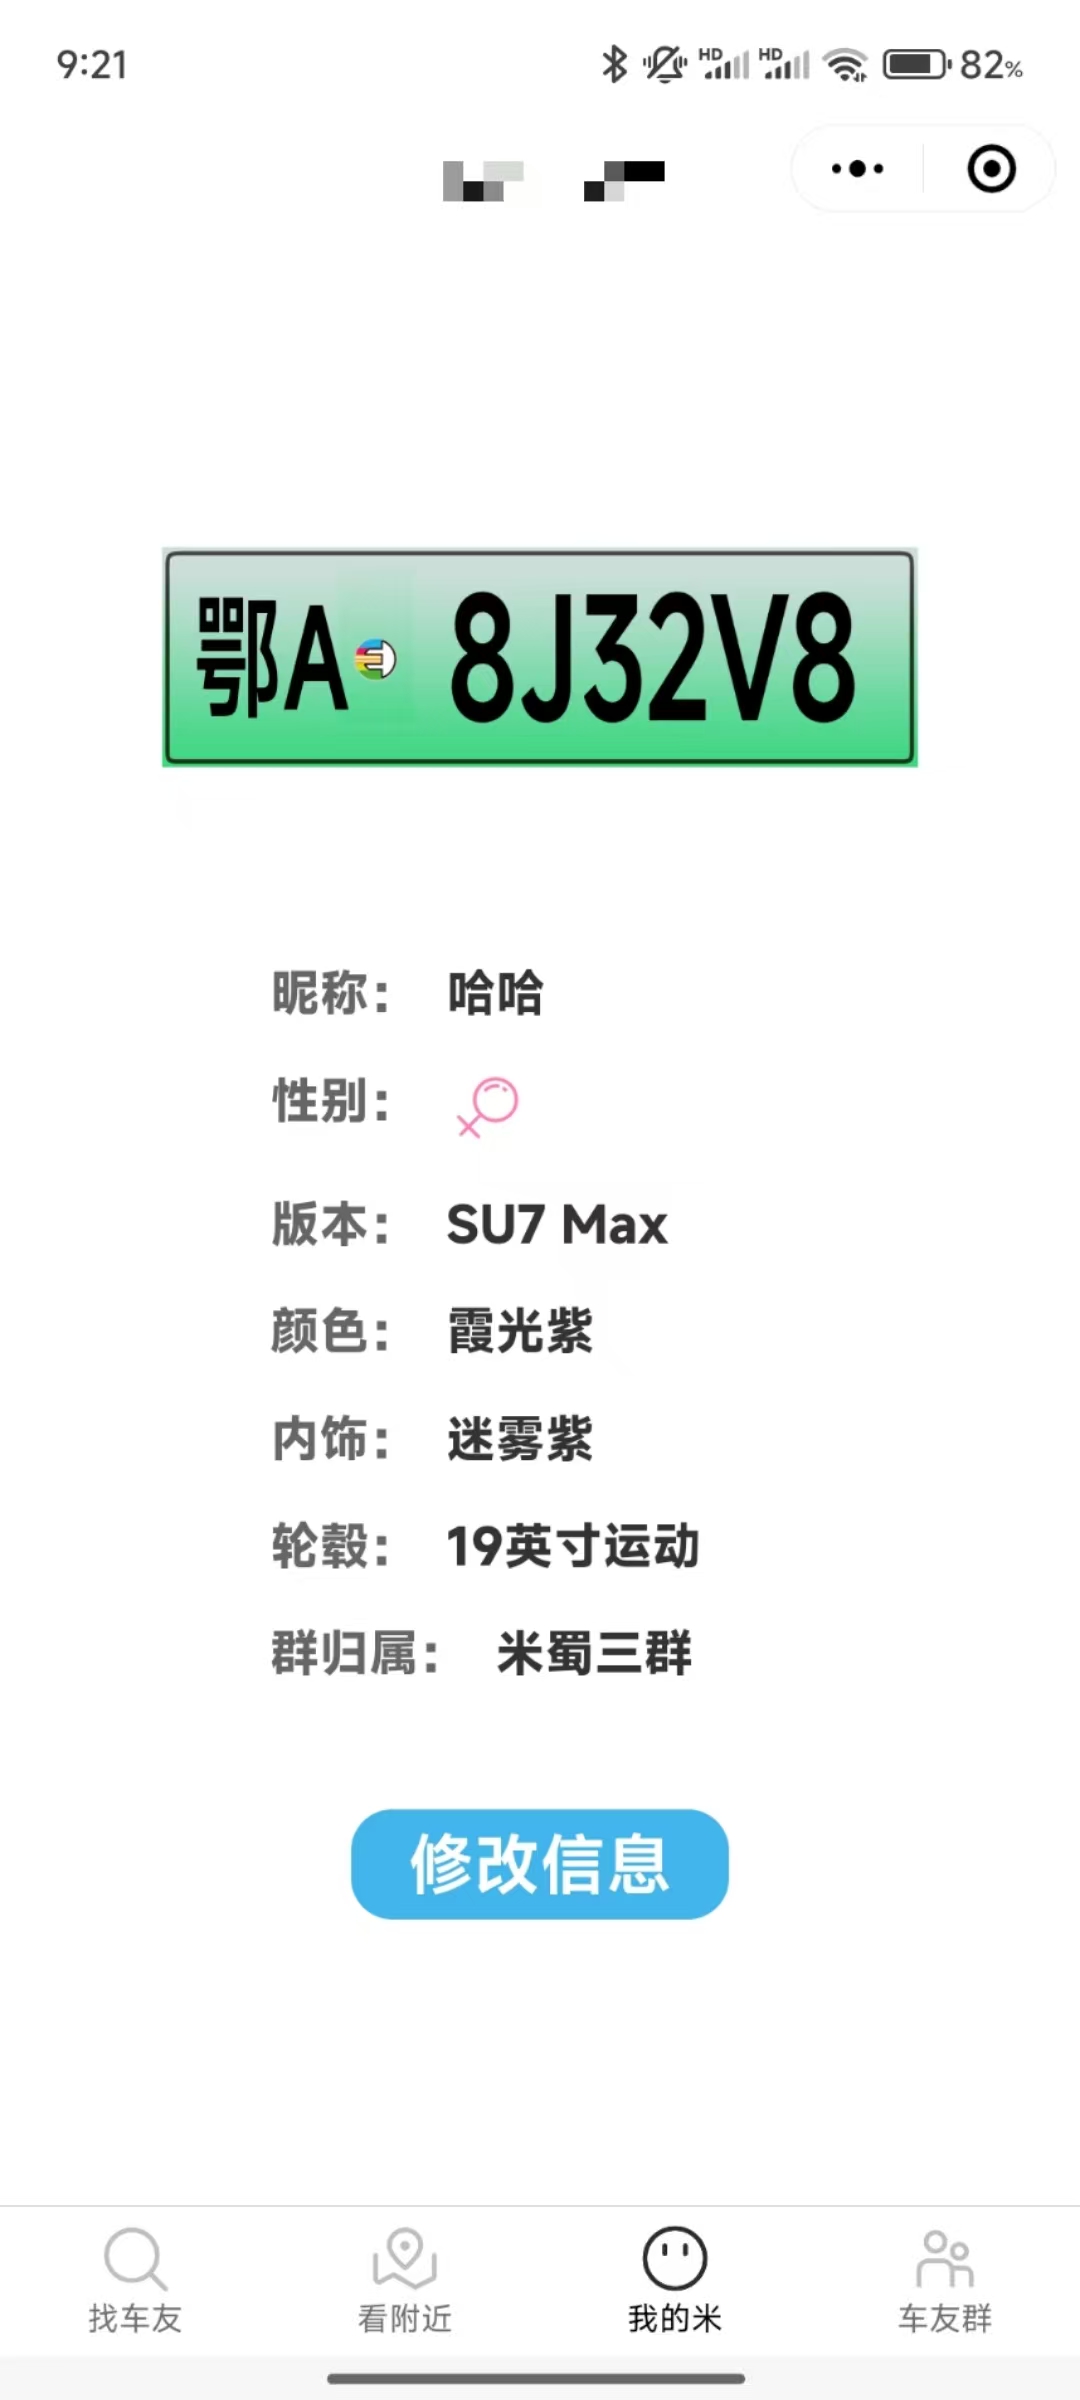 9:21 HD HD 82%
鄂A 8J32V8
昵称： 哈哈
性别：
版本： SU7 Max
颜色： 霞光紫
内饰： 迷雾紫
轮毂： 19英寸运动
群归属： 米蜀三群
修改信息
找车友 看附近 我的米 车友群